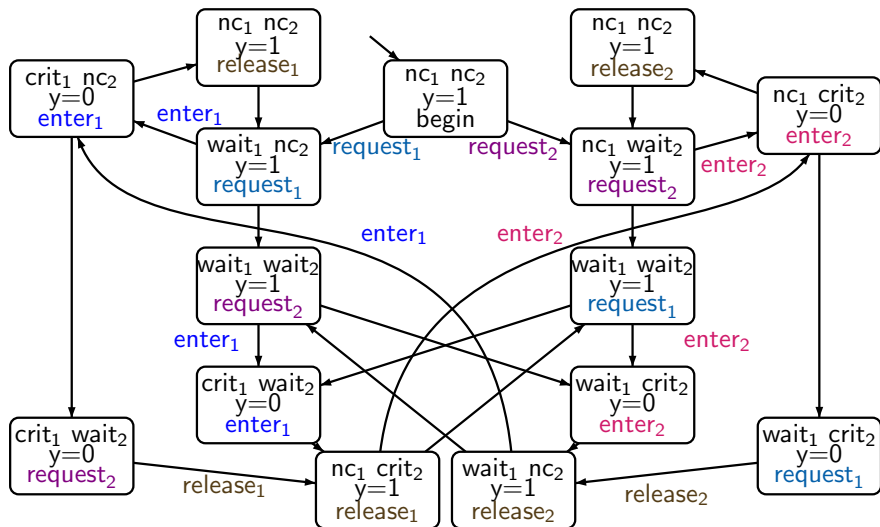 nc₁ nc₂
y=1
release₁
nc₁ nc₂
y=1
release₂
nc₁ nc₂
y=1
begin
crit₁ nc₂
y=0
enter₁
nc₁ crit₂
y=0
enter₂
enter₁
wait₁ nc₂
y=1
request₁
request₁
request₂
nc₁ wait₂
y=1
request₂
enter₂
enter₁
enter₂
wait₁ wait₂
y=1
request₂
wait₁ wait₂
y=1
request₁
enter₁
enter₂
crit₁ wait₂
y=0
enter₁
wait₁ crit₂
y=0
enter₂
crit₁ wait₂
y=0
request₂
wait₁ crit₂
y=0
request₁
release₁
nc₁ crit₂
y=1
release₁
wait₁ nc₂
y=1
release₂
release₂